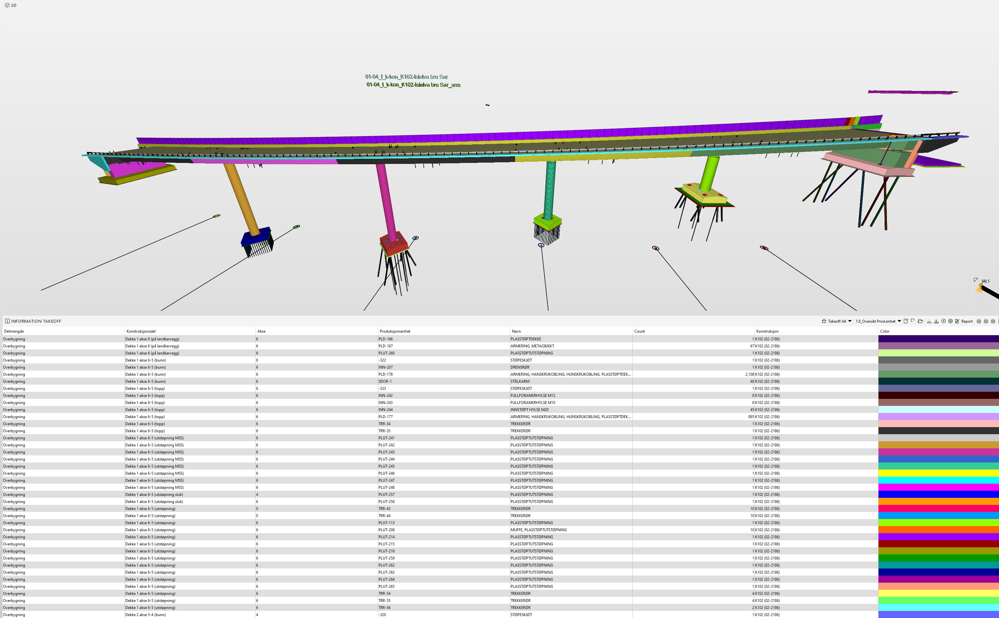 3D
01-04_f_k-kon_K102-Isielva bru Sør
01-04_f_k-kon_K102-Isielva bru Sør_arm
4
(A) 5
INFORMATION TAKEOFF
Takeoff All 1.0_Oversikt Prod.enhet Report
Delmengde Konstruksjonsdel Akse Produksjonsenhet Navn Count Konstruksjon Color
Overbygning Dekke 1 akse 6 (på landkarvegg) 6 PLD-166 PLASSTØPTDEKKE 1 K102 (02-2186)
Overbygning Dekke 1 akse 6 (på landkarvegg) 6 PLD-187 ARMERING, METAOBJEKT 67 K102 (02-2186)
Overbygning Dekke 1 akse 6 (på landkarvegg) 6 PLUT-260 PLASSTØPTUTSTØPNING 1 K102 (02-2186)
Overbygning Dekke 1 akse 6-5 (bunn) 6 -322 STØPESKJØT 1 K102 (02-2186)
Overbygning Dekke 1 akse 6-5 (bunn) 6 INN-207 DRENSRØR 1 K102 (02-2186)
Overbygning Dekke 1 akse 6-5 (bunn) 6 PLD-178 ARMERING, HANSKRUKOBLING, HUNSKRUKOBLING, PLASSTØPTDEK... 2,108 K102 (02-2186)
Overbygning Dekke 1 akse 6-5 (bunn) 6 SDOR-1 STÅLKARM 40 K102 (02-2186)
Overbygning Dekke 1 akse 6-5 (topp) 6 -323 STØPESKJØT 1 K102 (02-2186)
Overbygning Dekke 1 akse 6-5 (topp) 6 INN-242 FULLFORANKRHYLSE M12 8 K102 (02-2186)
Overbygning Dekke 1 akse 6-5 (topp) 6 INN-243 FULLFORANKRHYLSE M10 8 K102 (02-2186)
Overbygning Dekke 1 akse 6-5 (topp) 6 INN-244 INNSTØPT HYLSE M20 45 K102 (02-2186)
Overbygning Dekke 1 akse 6-5 (topp) 6 PLD-177 ARMERING, HANSKRUKOBLING, HUNSKRUKOBLING, PLASSTØPTDEK... 895 K102 (02-2186)
Overbygning Dekke 1 akse 6-5 (topp) 6 TRR-34 TREKKERØR 1 K102 (02-2186)
Overbygning Dekke 1 akse 6-5 (topp) 6 TRR-35 TREKKERØR 1 K102 (02-2186)
Overbygning Dekke 1 akse 6-5 (utstøpning MSS) 6 PLUT-241 PLASSTØPTUTSTØPNING 1 K102 (02-2186)
Overbygning Dekke 1 akse 6-5 (utstøpning MSS) 6 PLUT-242 PLASSTØPTUTSTØPNING 1 K102 (02-2186)
Overbygning Dekke 1 akse 6-5 (utstøpning MSS) 6 PLUT-243 PLASSTØPTUTSTØPNING 1 K102 (02-2186)
Overbygning Dekke 1 akse 6-5 (utstøpning MSS) 6 PLUT-244 PLASSTØPTUTSTØPNING 1 K102 (02-2186)
Overbygning Dekke 1 akse 6-5 (utstøpning MSS) 6 PLUT-245 PLASSTØPTUTSTØPNING 1 K102 (02-2186)
Overbygning Dekke 1 akse 6-5 (utstøpning MSS) 6 PLUT-246 PLASSTØPTUTSTØPNING 1 K102 (02-2186)
Overbygning Dekke 1 akse 6-5 (utstøpning MSS) 6 PLUT-247 PLASSTØPTUTSTØPNING 1 K102 (02-2186)
Overbygning Dekke 1 akse 6-5 (utstøpning MSS) 6 PLUT-248 PLASSTØPTUTSTØPNING 1 K102 (02-2186)
Overbygning Dekke 1 akse 6-5 (utstøpning sluk) 4 PLUT-257 PLASSTØPTUTSTØPNING 1 K102 (02-2186)
Overbygning Dekke 1 akse 6-5 (utstøpning sluk) 6 PLUT-258 PLASSTØPTUTSTØPNING 1 K102 (02-2186)
Overbygning Dekke 1 akse 6-5 (utstøpning) 0 TRR-43 TREKKERØR 10 K102 (02-2186)
Overbygning Dekke 1 akse 6-5 (utstøpning) 0 TRR-44 TREKKERØR 10 K102 (02-2186)
Overbygning Dekke 1 akse 6-5 (utstøpning) 6 PLUT-113 PLASSTØPTUTSTØPNING 1 K102 (02-2186)
Overbygning Dekke 1 akse 6-5 (utstøpning) 6 PLUT-208 MUFFE, PLASSTØPTUTSTØPNING 10 K102 (02-2186)
Overbygning Dekke 1 akse 6-5 (utstøpning) 6 PLUT-214 PLASSTØPTUTSTØPNING 1 K102 (02-2186)
Overbygning Dekke 1 akse 6-5 (utstøpning) 6 PLUT-215 PLASSTØPTUTSTØPNING 1 K102 (02-2186)
Overbygning Dekke 1 akse 6-5 (utstøpning) 6 PLUT-216 PLASSTØPTUTSTØPNING 1 K102 (02-2186)
Overbygning Dekke 1 akse 6-5 (utstøpning) 6 PLUT-259 PLASSTØPTUTSTØPNING 1 K102 (02-2186)
Overbygning Dekke 1 akse 6-5 (utstøpning) 6 PLUT-262 PLASSTØPTUTSTØPNING 1 K102 (02-2186)
Overbygning Dekke 1 akse 6-5 (utstøpning) 6 PLUT-263 PLASSTØPTUTSTØPNING 1 K102 (02-2186)
Overbygning Dekke 1 akse 6-5 (utstøpning) 6 PLUT-264 PLASSTØPTUTSTØPNING 1 K102 (02-2186)
Overbygning Dekke 1 akse 6-5 (utstøpning) 6 PLUT-265 PLASSTØPTUTSTØPNING 1 K102 (02-2186)
Overbygning Dekke 1 akse 6-5 (utstøpning) 6 TRR-54 TREKKERØR 4 K102 (02-2186)
Overbygning Dekke 1 akse 6-5 (utstøpning) 6 TRR-55 TREKKERØR 4 K102 (02-2186)
Overbygning Dekke 1 akse 6-5 (utstøpning) 6 TRR-56 TREKKERØR 2 K102 (02-2186)
Overbygning Dekke 2 akse 5-4 (bunn) 4 -320 STØPESKJØT 1 K102 (02-2186)